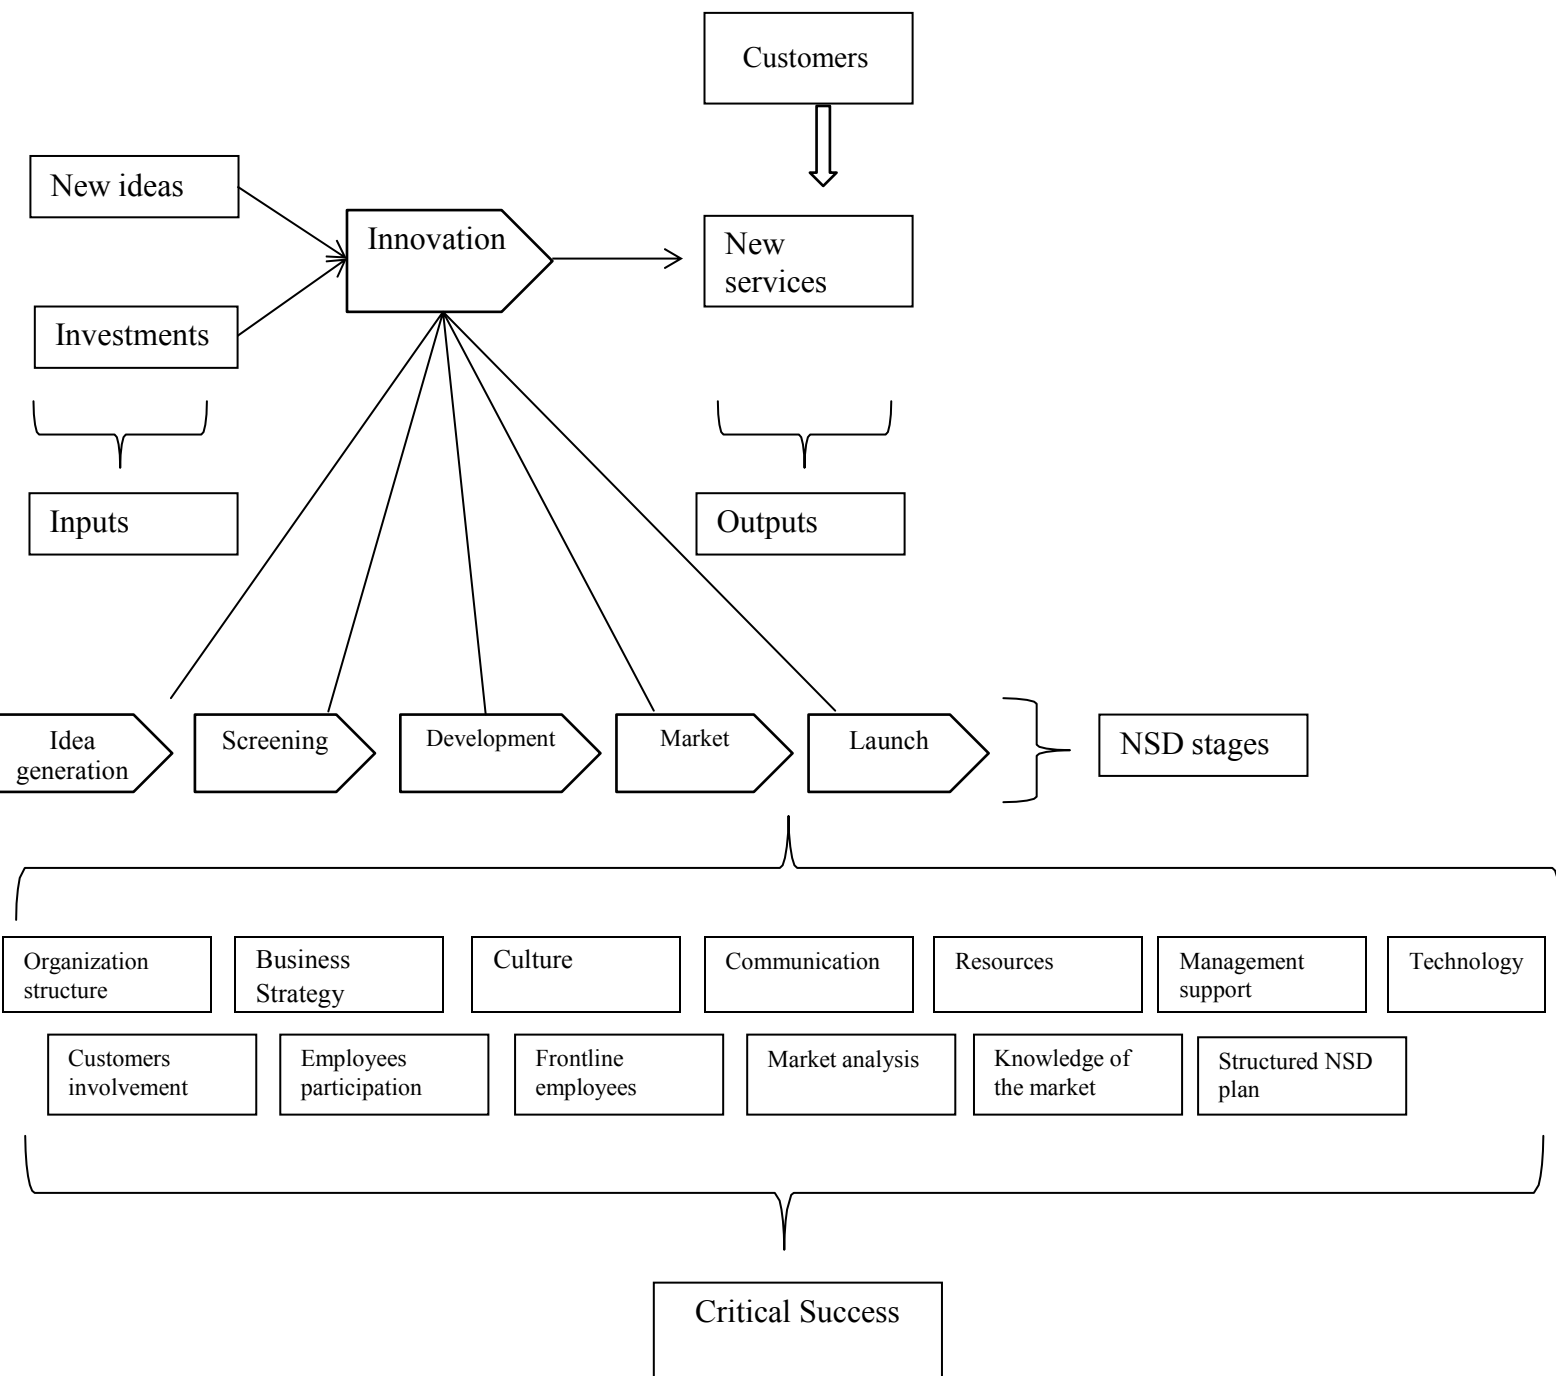 Customers
New ideas
Innovation
New
services
Investments
Inputs
Outputs
Idea
generation
Screening
Development
Market
Launch
NSD stages
Organization
structure
Business
Strategy
Culture
Communication
Resources
Management
support
Technology
Customers
involvement
Employees
participation
Frontline
employees
Market analysis
Knowledge of
the market
Structured NSD
plan
Critical Success